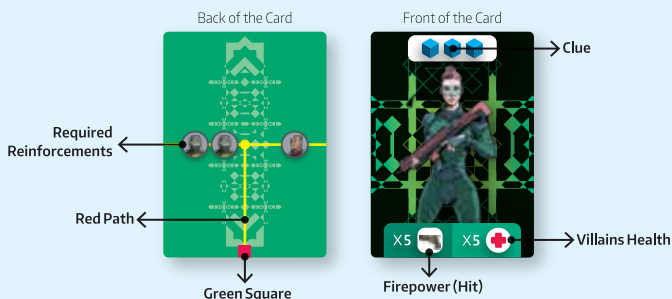 Back of the Card
Front of the Card
Clue
Required
Reinforcements
Red Path
X5
X5
Villains Health
Green Square
Firepower (Hit)